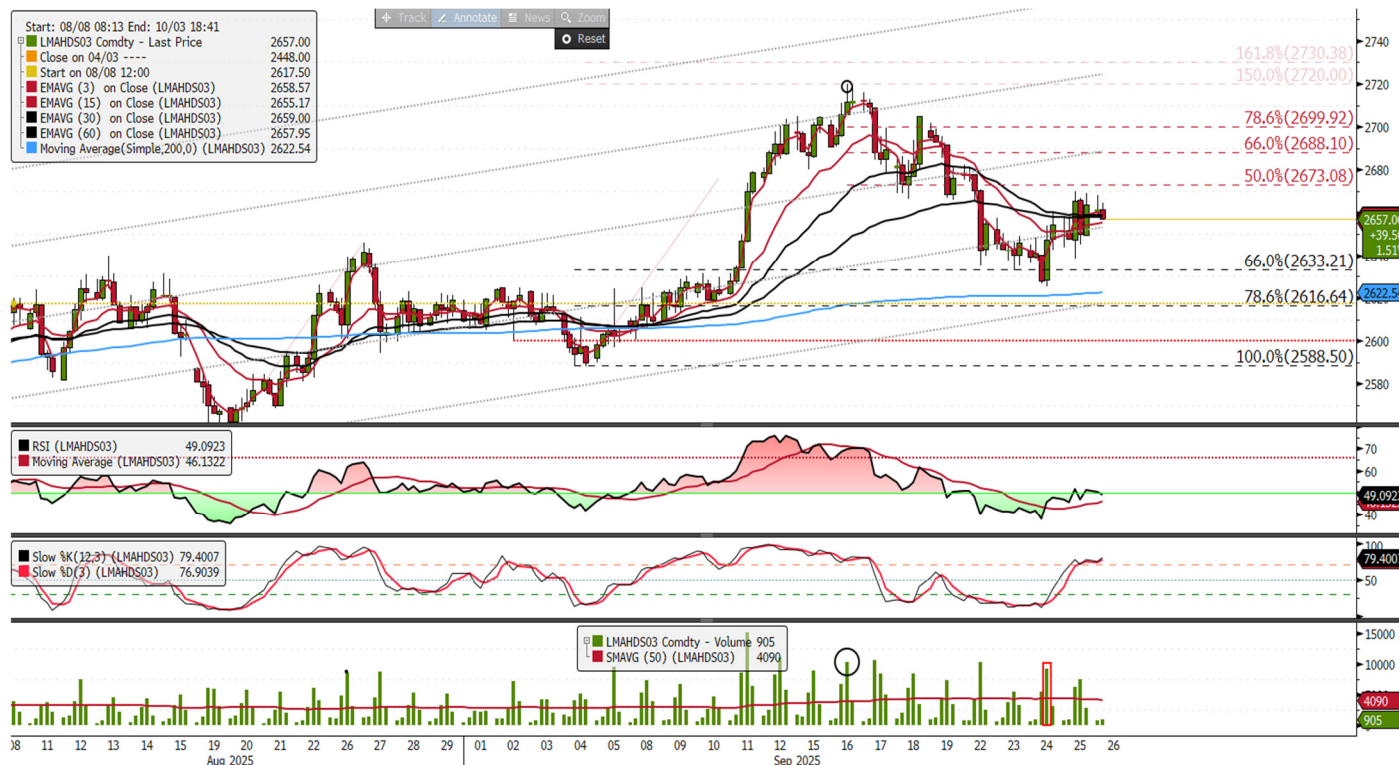 Track Annotate News Zoom
Reset
Start: 08/08 08:13 End: 10/03 18:41
LMAHDS03 Comdty - Last Price 2657.00
Close on 04/03 ---- 2448.00
Start on 08/08 12:00 2617.50
EMAVG (3) on Close (LMAHDS03) 2658.57
EMAVG (15) on Close (LMAHDS03) 2655.17
EMAVG (30) on Close (LMAHDS03) 2659.00
EMAVG (60) on Close (LMAHDS03) 2657.95
Moving Average(Simple,200,0) (LMAHDS03) 2622.54
2740
161.8%(2730.38)
2720
150.0%(2720.00)
78.6%(2699.92)
2700
66.0%(2688.10)
2680
50.0%(2673.08)
2657.00
+39.50
1.51%
66.0%(2633.21)
78.6%(2616.64)
2622.54
2600
100.0%(2588.50)
2580
RSI (LMAHDS03) 49.0923
Moving Average (LMAHDS03) 46.1322
70
60
49.0923
40
Slow %K(12,3) (LMAHDS03) 79.4007
Slow %D(3) (LMAHDS03) 76.9039
100
79.4007
50
LMAHDS03 Comdty - Volume 905
SMAVG (50) (LMAHDS03) 4090
15000
10000
4090
905
08 11 12 13 14 15 19 20 21 22 26 27 28 29 01 02 03 04 05 08 09 10 11 12 15 16 17 18 19 22 23 24 25 26
Aug 2025 Sep 2025